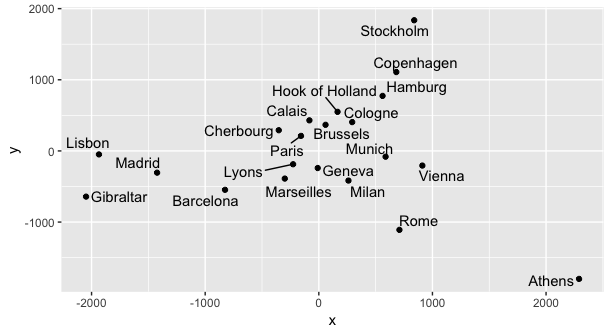 2000
1000
0
-1000
y
Stockholm
Copenhagen
Hook of Holland
Hamburg
Calais
Cologne
Cherbourg
Brussels
Lisbon
Paris
Munich
Madrid
Lyons
Geneva
Vienna
Gibraltar
Barcelona
Marseilles
Milan
Rome
Athens
-2000
-1000
0
1000
2000
x